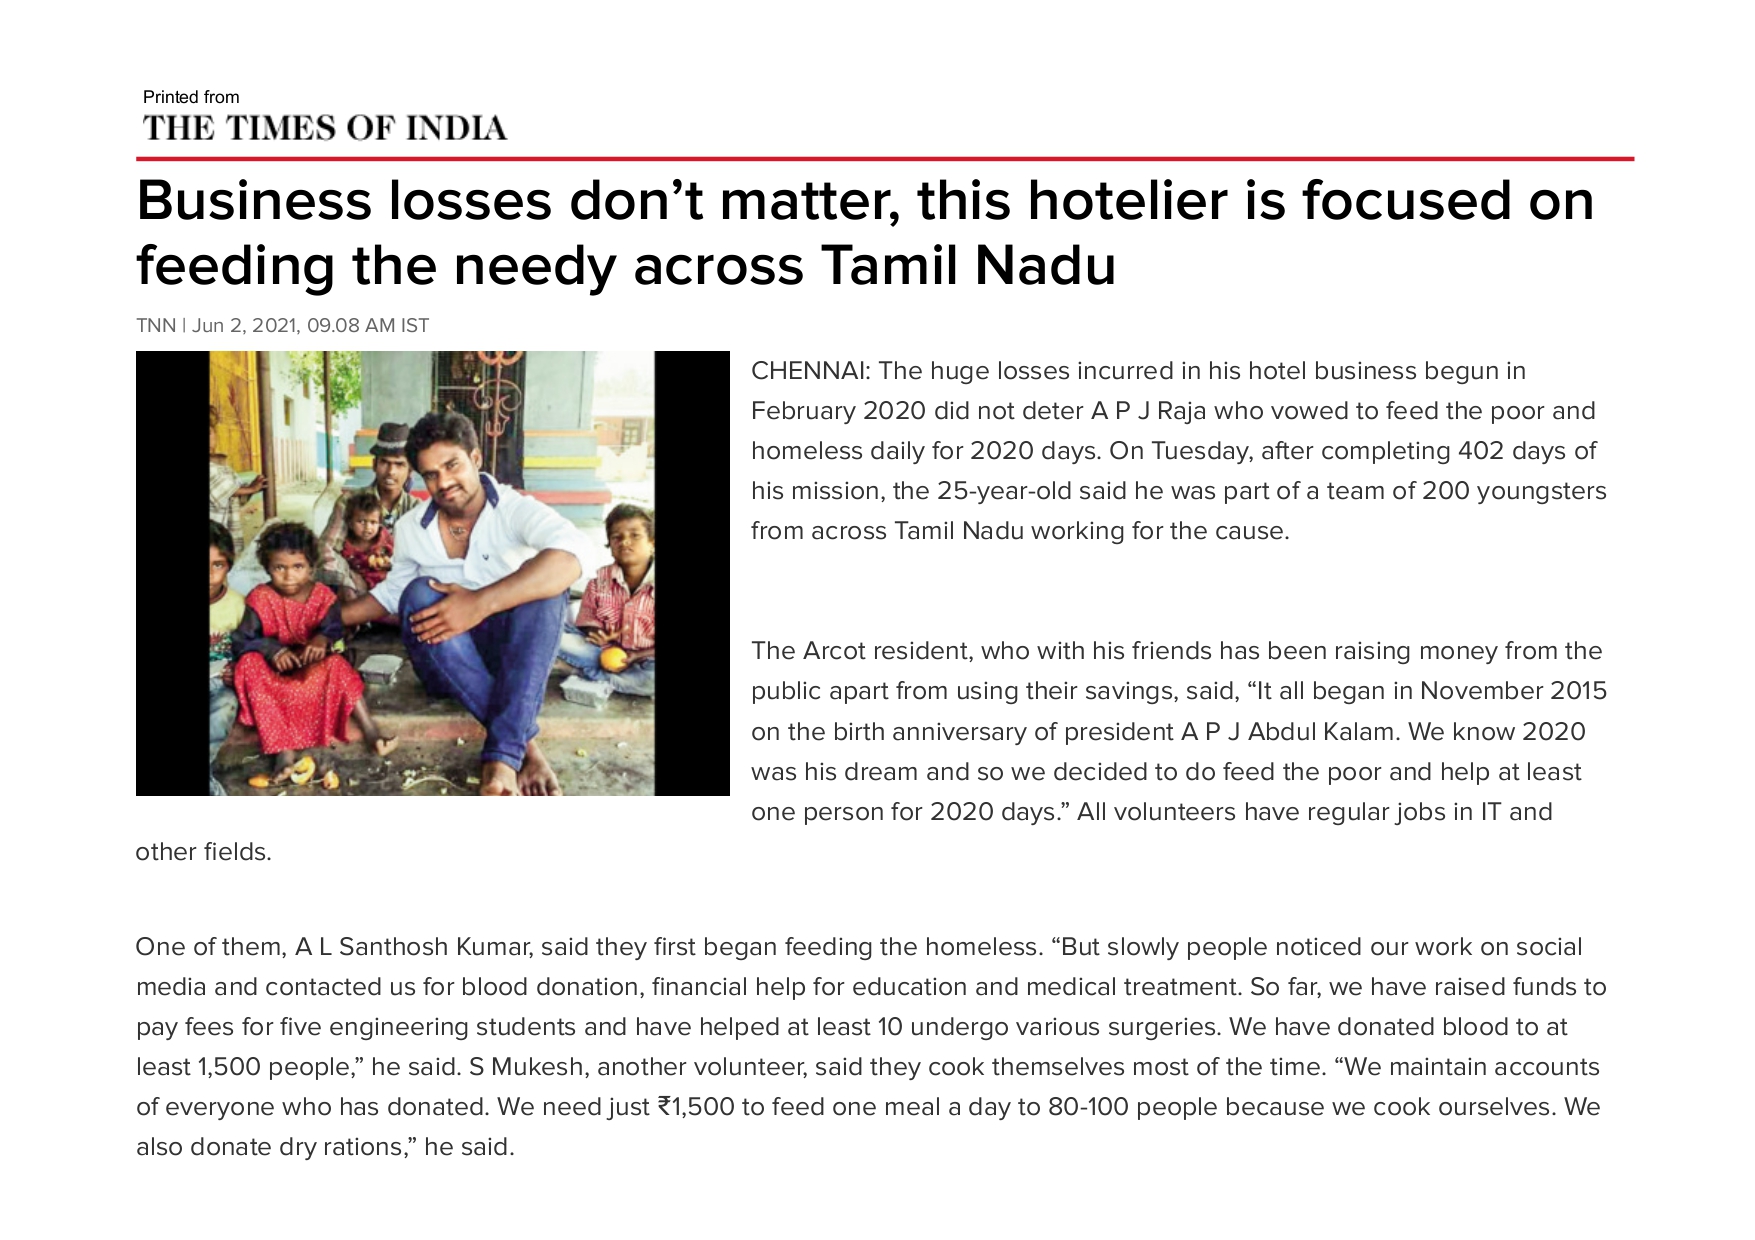 Printed from
THE TIMES OF INDIA
Business losses don’t matter, this hotelier is focused on
feeding the needy across Tamil Nadu
TNN | Jun 2, 2021, 09.08 AM IST
CHENNAI: The huge losses incurred in his hotel business begun in
February 2020 did not deter A P J Raja who vowed to feed the poor and
homeless daily for 2020 days. On Tuesday, after completing 402 days of
his mission, the 25-year-old said he was part of a team of 200 youngsters
from across Tamil Nadu working for the cause.
The Arcot resident, who with his friends has been raising money from the
public apart from using their savings, said, “It all began in November 2015
on the birth anniversary of president A P J Abdul Kalam. We know 2020
was his dream and so we decided to do feed the poor and help at least
one person for 2020 days.” All volunteers have regular jobs in IT and
other fields.
One of them, A L Santhosh Kumar, said they first began feeding the homeless. “But slowly people noticed our work on social
media and contacted us for blood donation, financial help for education and medical treatment. So far, we have raised funds to
pay fees for five engineering students and have helped at least 10 undergo various surgeries. We have donated blood to at
least 1,500 people,” he said. S Mukesh, another volunteer, said they cook themselves most of the time. “We maintain accounts
of everyone who has donated. We need just ₹1,500 to feed one meal a day to 80-100 people because we cook ourselves. We
also donate dry rations,” he said.